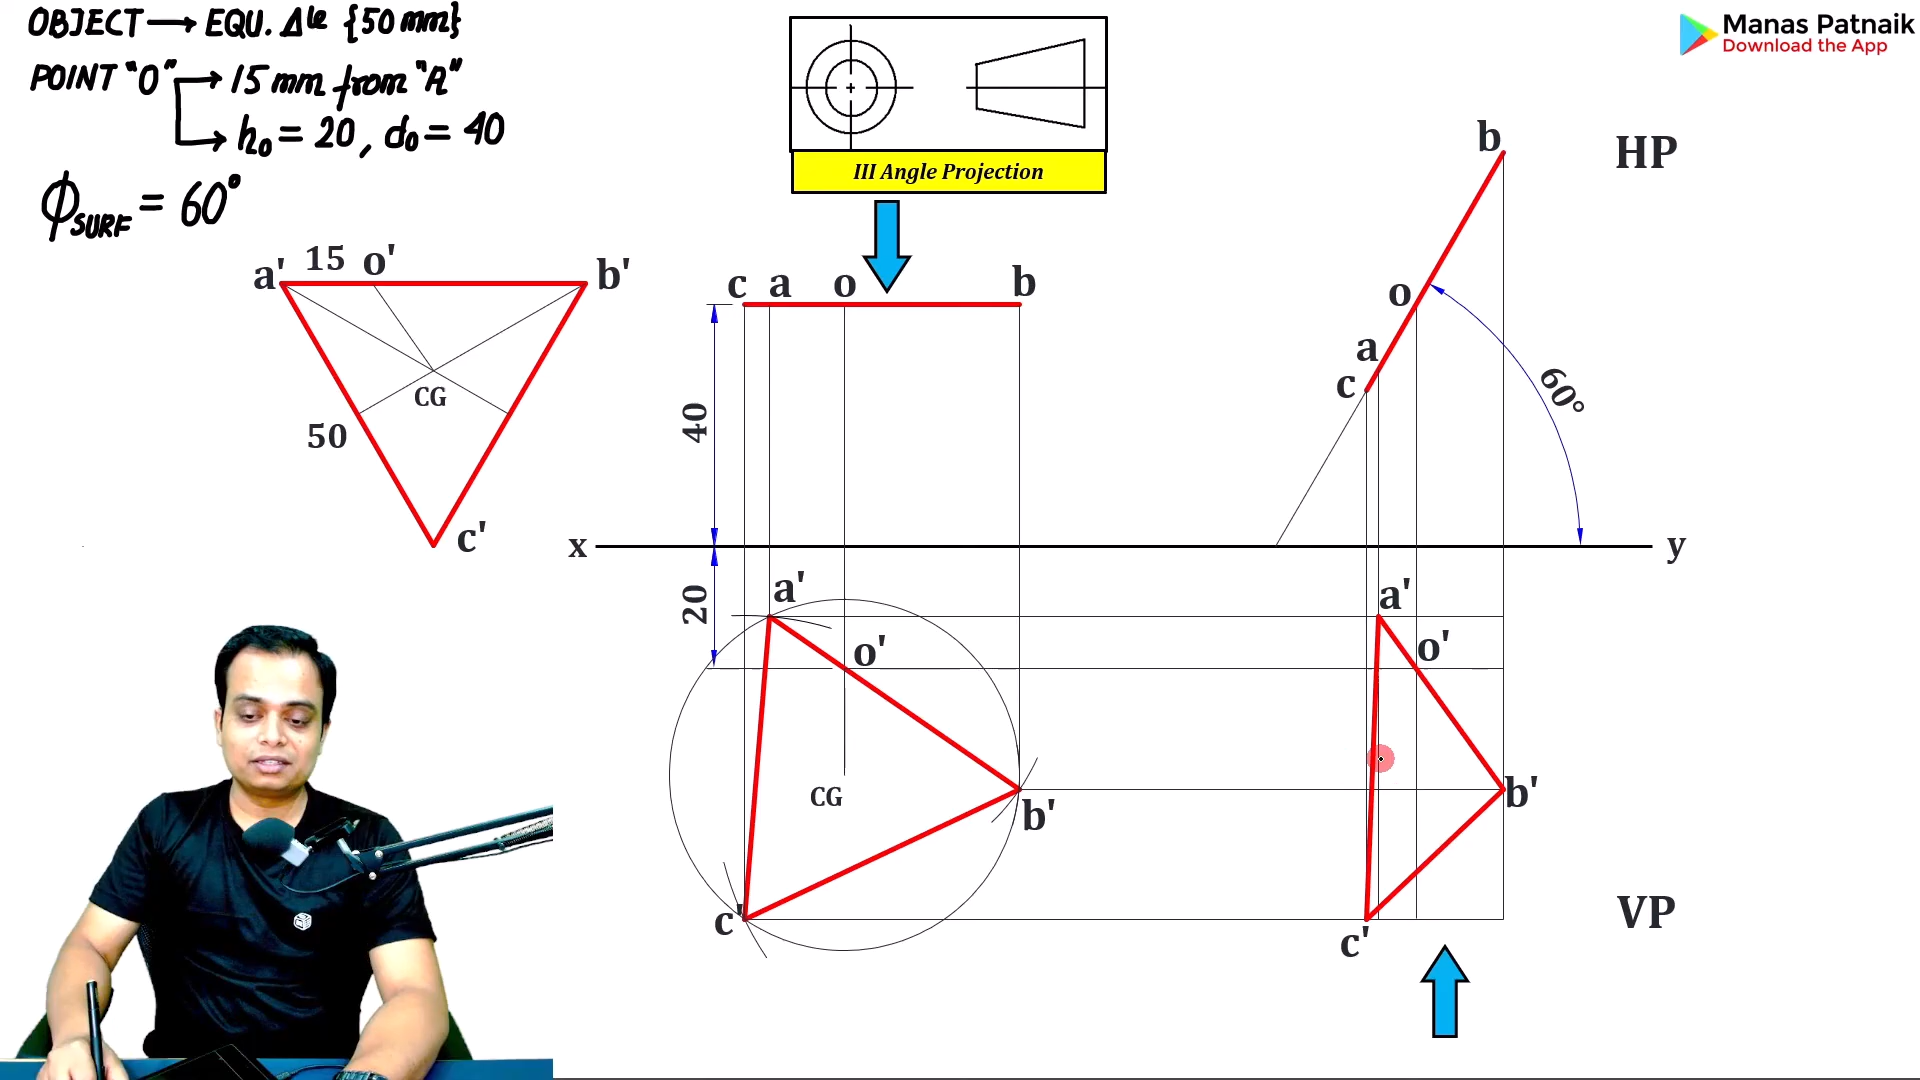 OBJECT → EQU. Δle {50 mm}
POINT "O" → 15 mm from "A"
→ h₀ = 20, d₀ = 40
ϕSURF = 60°
III Angle Projection
Manas Patnaik
Download the App
a' 15 o' b'
CG
50
c'
c a o b
40
x y
20
a'
o'
CG
b'
c'
b HP
o
a
c
60°
a'
o'
b'
c'
VP